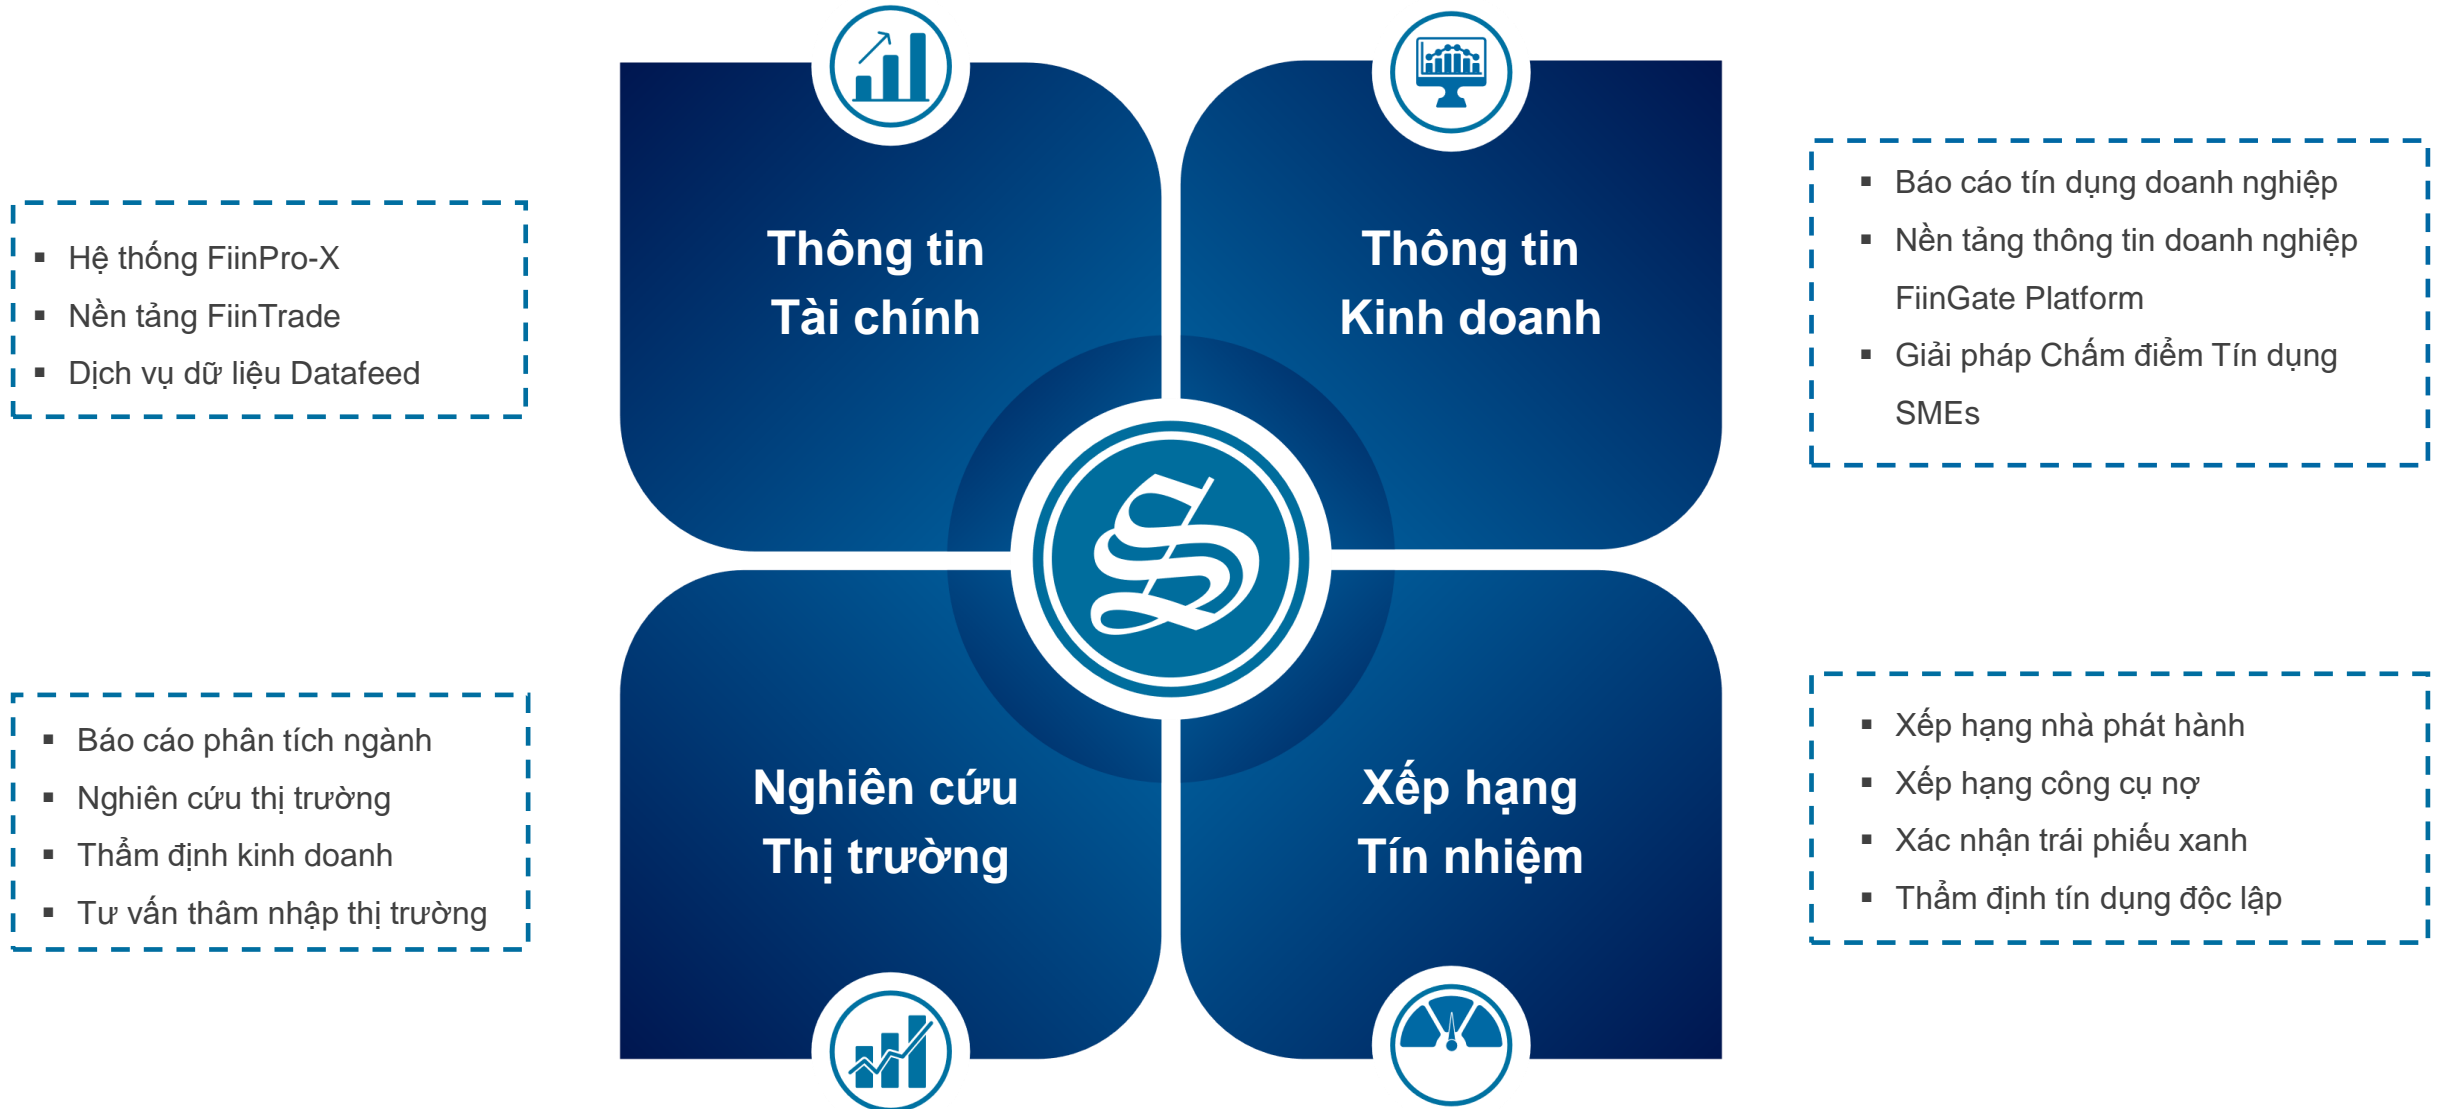 Thông tin
Tài chính
▪ Hệ thống FiinPro-X
▪ Nền tảng FiinTrade
▪ Dịch vụ dữ liệu Datafeed
Thông tin
Kinh doanh
▪ Báo cáo tín dụng doanh nghiệp
▪ Nền tảng thông tin doanh nghiệp
FiinGate Platform
▪ Giải pháp Chấm điểm Tín dụng
SMEs
Nghiên cứu
Thị trường
▪ Báo cáo phân tích ngành
▪ Nghiên cứu thị trường
▪ Thẩm định kinh doanh
▪ Tư vấn thâm nhập thị trường
Xếp hạng
Tín nhiệm
▪ Xếp hạng nhà phát hành
▪ Xếp hạng công cụ nợ
▪ Xác nhận trái phiếu xanh
▪ Thẩm định tín dụng độc lập
S